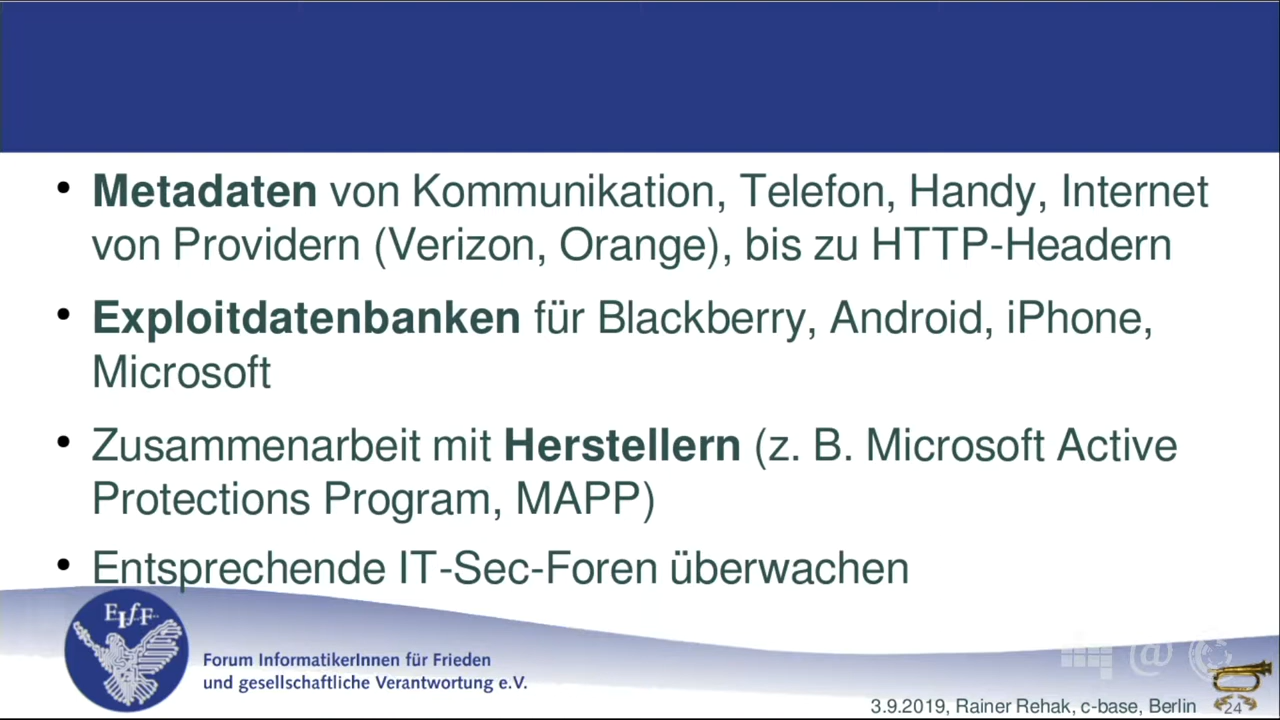 • Metadaten von Kommunikation, Telefon, Handy, Internet
von Providern (Verizon, Orange), bis zu HTTP-Headern
• Exploitdatenbanken für Blackberry, Android, iPhone,
Microsoft
• Zusammenarbeit mit Herstellern (z. B. Microsoft Active
Protections Program, MAPP)
• Entsprechende IT-Sec-Foren überwachen
FIfF
Forum InformatikerInnen für Frieden
und gesellschaftliche Verantwortung e.V.
@
3.9.2019, Rainer Rehak, c-base, Berlin
24